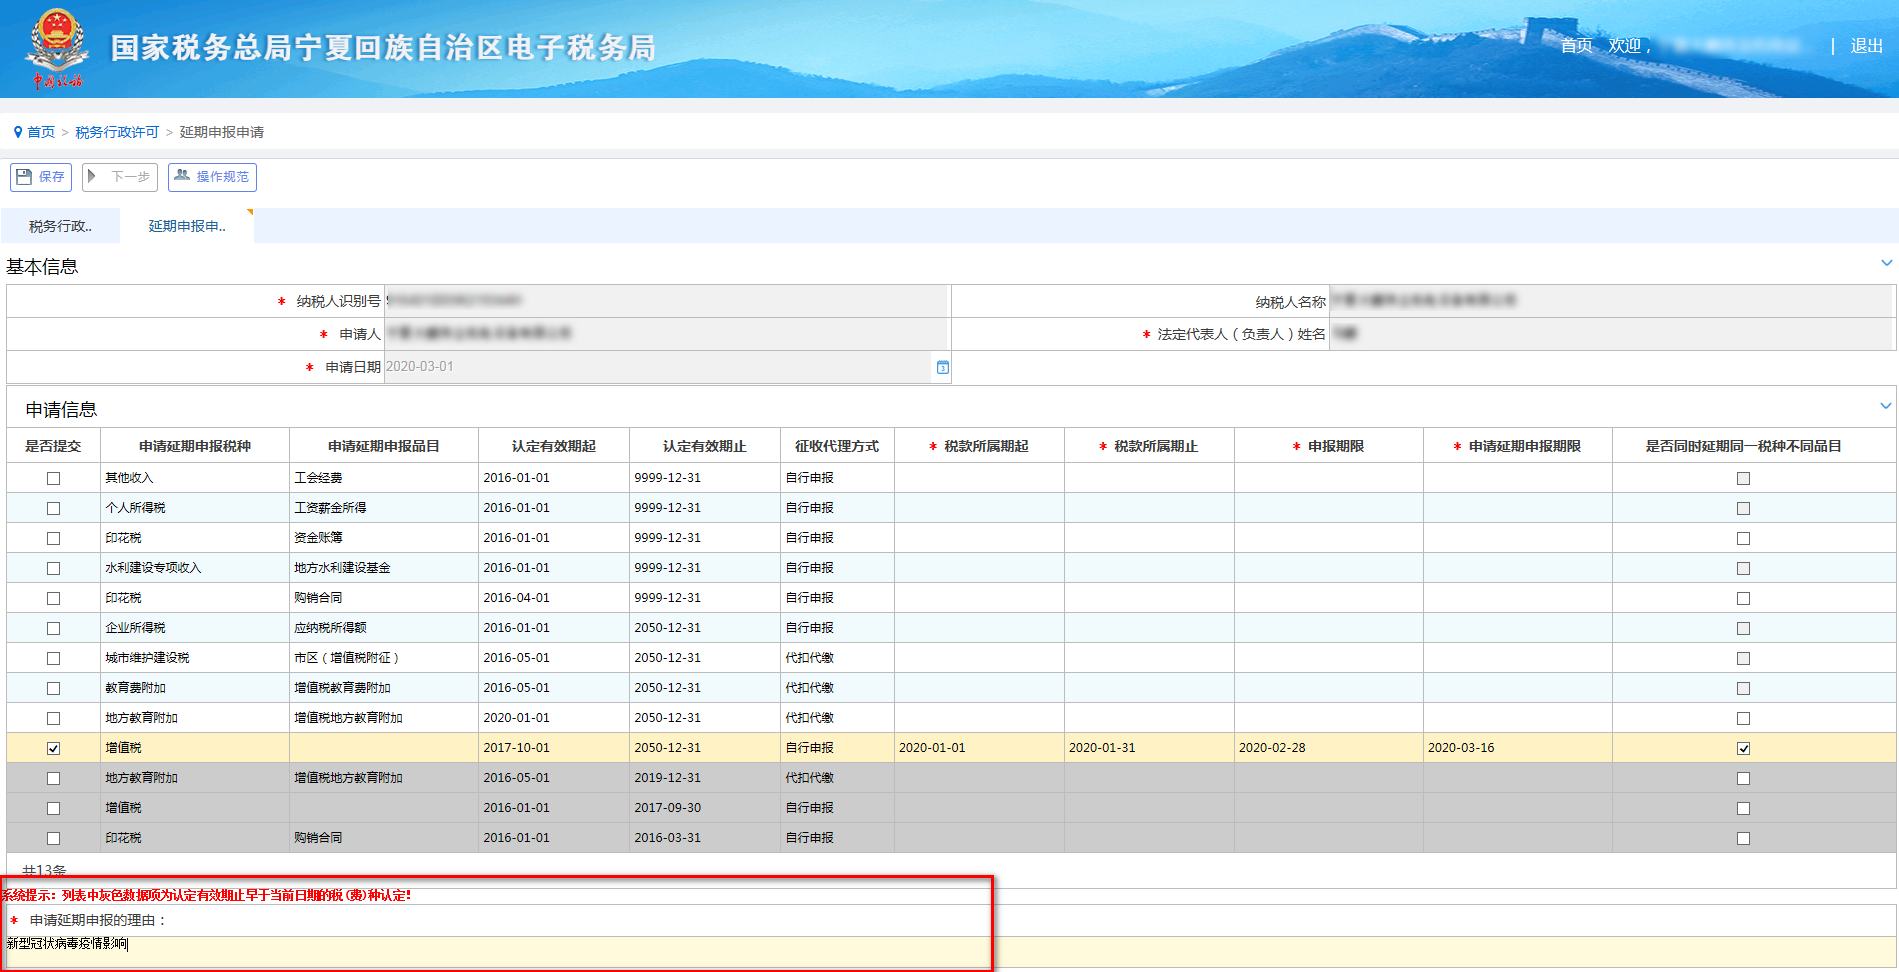 国家税务总局宁夏回族自治区电子税务局
中国税务
首页 欢迎， | 退出
首页 > 税务行政许可 > 延期申报申请
保存 下一步 操作规范
税务行政.. 延期申报申..
基本信息
* 纳税人识别号 纳税人名称
* 申请人 * 法定代表人（负责人）姓名
* 申请日期 2020-03-01
申请信息
是否提交 申请延期申报税种 申请延期申报品目 认定有效期起 认定有效期止 征收代理方式 * 税款所属期起 * 税款所属期止 * 申报期限 * 申请延期申报期限 是否同时延期同一税种不同品目
其他收入 工会经费 2016-01-01 9999-12-31 自行申报
个人所得税 工资薪金所得 2016-01-01 9999-12-31 自行申报
印花税 资金账簿 2016-01-01 9999-12-31 自行申报
水利建设专项收入 地方水利建设基金 2016-01-01 9999-12-31 自行申报
印花税 购销合同 2016-04-01 9999-12-31 自行申报
企业所得税 应纳税所得额 2016-01-01 2050-12-31 自行申报
城市维护建设税 市区（增值税附征） 2016-05-01 2050-12-31 代扣代缴
教育费附加 增值税教育费附加 2016-05-01 2050-12-31 代扣代缴
地方教育附加 增值税地方教育附加 2020-01-01 2050-12-31 代扣代缴
增值税 2017-10-01 2050-12-31 自行申报 2020-01-01 2020-01-31 2020-02-28 2020-03-16
地方教育附加 增值税地方教育附加 2016-05-01 2019-12-31 代扣代缴
增值税 2016-01-01 2017-09-30 自行申报
印花税 购销合同 2016-01-01 2016-03-31 自行申报
共13条
系统提示：列表中灰色数据项为认定有效期止早于当前日期的税(费)种认定！
* 申请延期申报的理由：
新型冠状病毒疫情影响